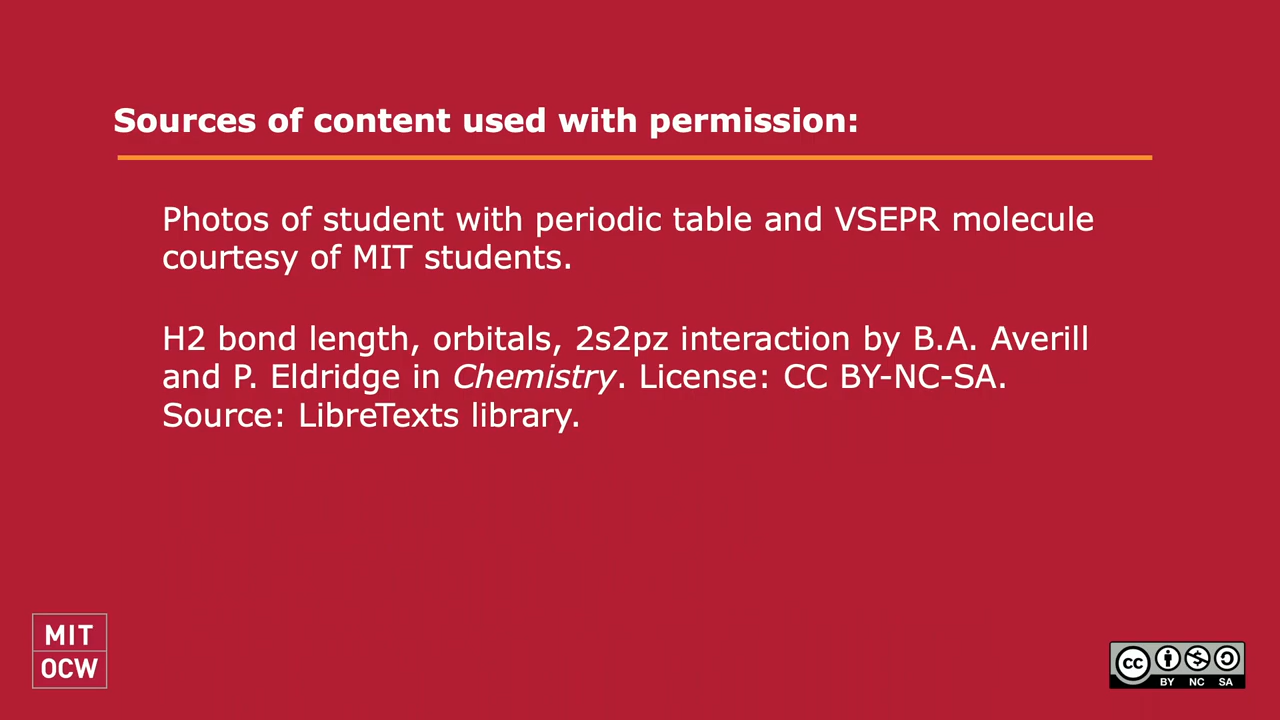 Sources of content used with permission:
Photos of student with periodic table and VSEPR molecule
courtesy of MIT students.
H2 bond length, orbitals, 2s2pz interaction by B.A. Averill
and P. Eldridge in Chemistry. License: CC BY-NC-SA.
Source: LibreTexts library.
MIT
OCW
cc
BY NC SA